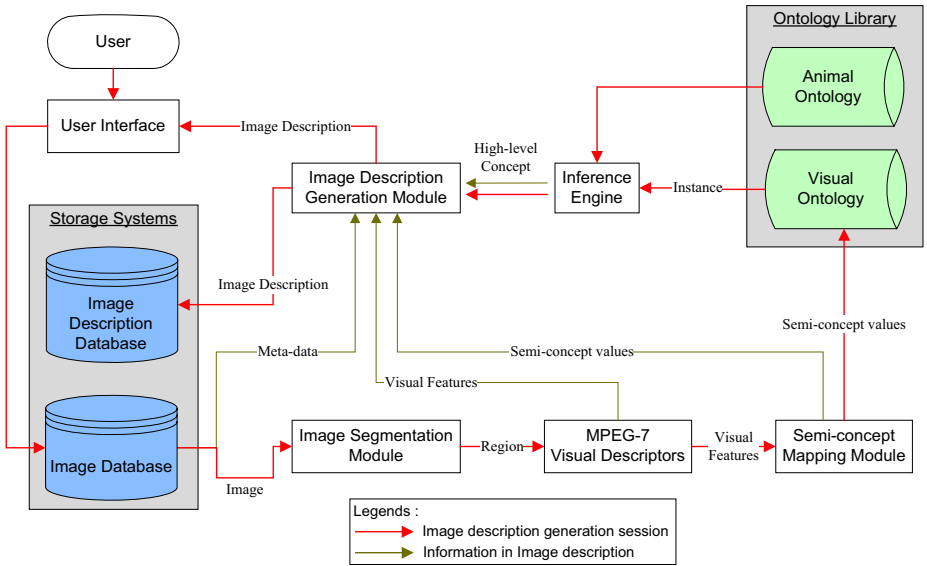 Ontology Library
User
Animal
Ontology
User Interface
Image Description
High-level
Concept
Image Description
Generation Module
Inference
Engine
Instance
Visual
Ontology
Storage Systems
Image Description
Image
Description
Database
Semi-concept values
Meta-data
Semi-concept values
Visual Features
Image Database
Image
Image Segmentation
Module
Region
MPEG-7
Visual Descriptors
Visual
Features
Semi-concept
Mapping Module
Legends :
Image description generation session
Information in Image description